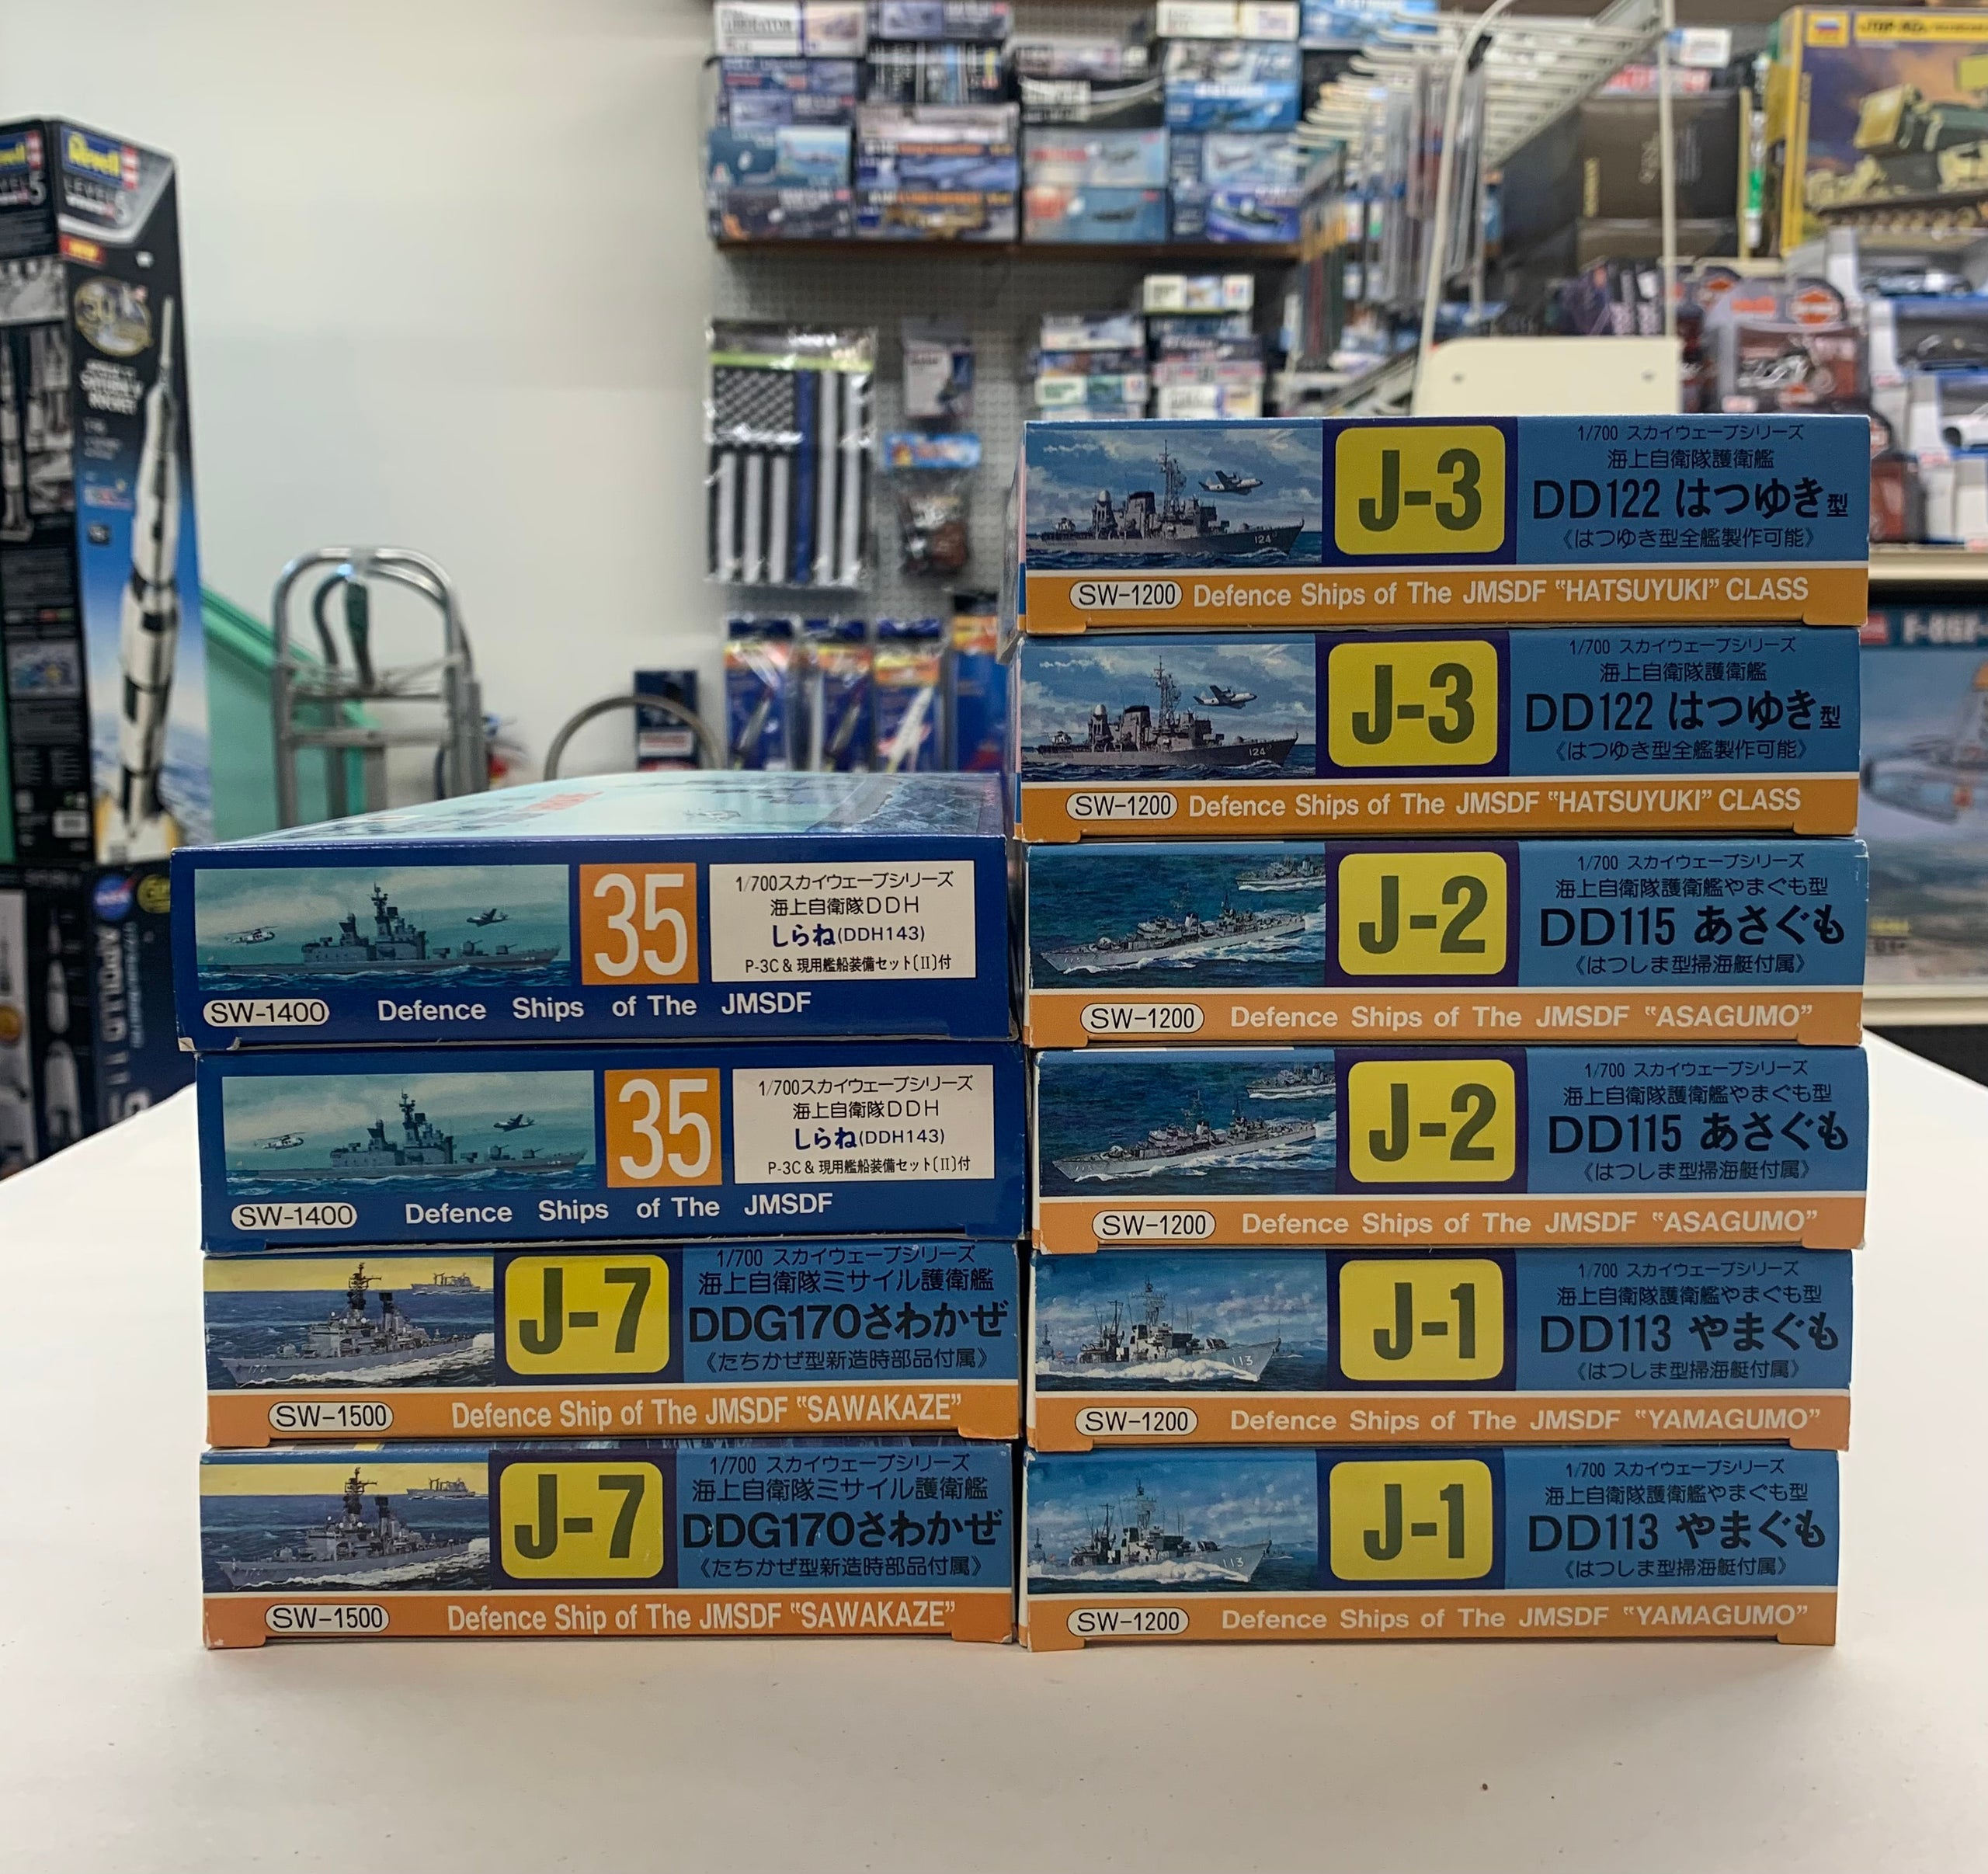 Revell
LEVEL 5
Revell
LEVEL 5
SATURN V
ROCKET
APOLLO 11
F-86F
35
1/700スカイウェーブシリーズ
海上自衛隊DDH
しらね(DDH143)
P-3C & 現用艦船装備セット〔II〕付
SW-1400 Defence Ships of The JMSDF
35
1/700スカイウェーブシリーズ
海上自衛隊DDH
しらね(DDH143)
P-3C & 現用艦船装備セット〔II〕付
SW-1400 Defence Ships of The JMSDF
J-7
1/700 スカイウェーブシリーズ
海上自衛隊ミサイル護衛艦
DDG170さわかぜ
《たちかぜ型新造時部品付属》
SW-1500 Defence Ship of The JMSDF “SAWAKAZE”
J-7
1/700 スカイウェーブシリーズ
海上自衛隊ミサイル護衛艦
DDG170さわかぜ
《たちかぜ型新造時部品付属》
SW-1500 Defence Ship of The JMSDF “SAWAKAZE”
124
J-3
1/700 スカイウェーブシリーズ
海上自衛隊護衛艦
DD122 はつゆき型
《はつゆき型全艦製作可能》
SW-1200 Defence Ships of The JMSDF “HATSUYUKI” CLASS
124
J-3
1/700 スカイウェーブシリーズ
海上自衛隊護衛艦
DD122 はつゆき型
《はつゆき型全艦製作可能》
SW-1200 Defence Ships of The JMSDF “HATSUYUKI” CLASS
J-2
1/700 スカイウェーブシリーズ
海上自衛隊護衛艦やまぐも型
DD115 あさぐも
《はつしま型掃海艇付属》
SW-1200 Defence Ships of The JMSDF “ASAGUMO”
J-2
1/700 スカイウェーブシリーズ
海上自衛隊護衛艦やまぐも型
DD115 あさぐも
《はつしま型掃海艇付属》
SW-1200 Defence Ships of The JMSDF “ASAGUMO”
113
J-1
1/700 スカイウェーブシリーズ
海上自衛隊護衛艦やまぐも型
DD113 やまぐも
《はつしま型掃海艇付属》
SW-1200 Defence Ships of The JMSDF “YAMAGUMO”
113
J-1
1/700 スカイウェーブシリーズ
海上自衛隊護衛艦やまぐも型
DD113 やまぐも
《はつしま型掃海艇付属》
SW-1200 Defence Ships of The JMSDF “YAMAGUMO”